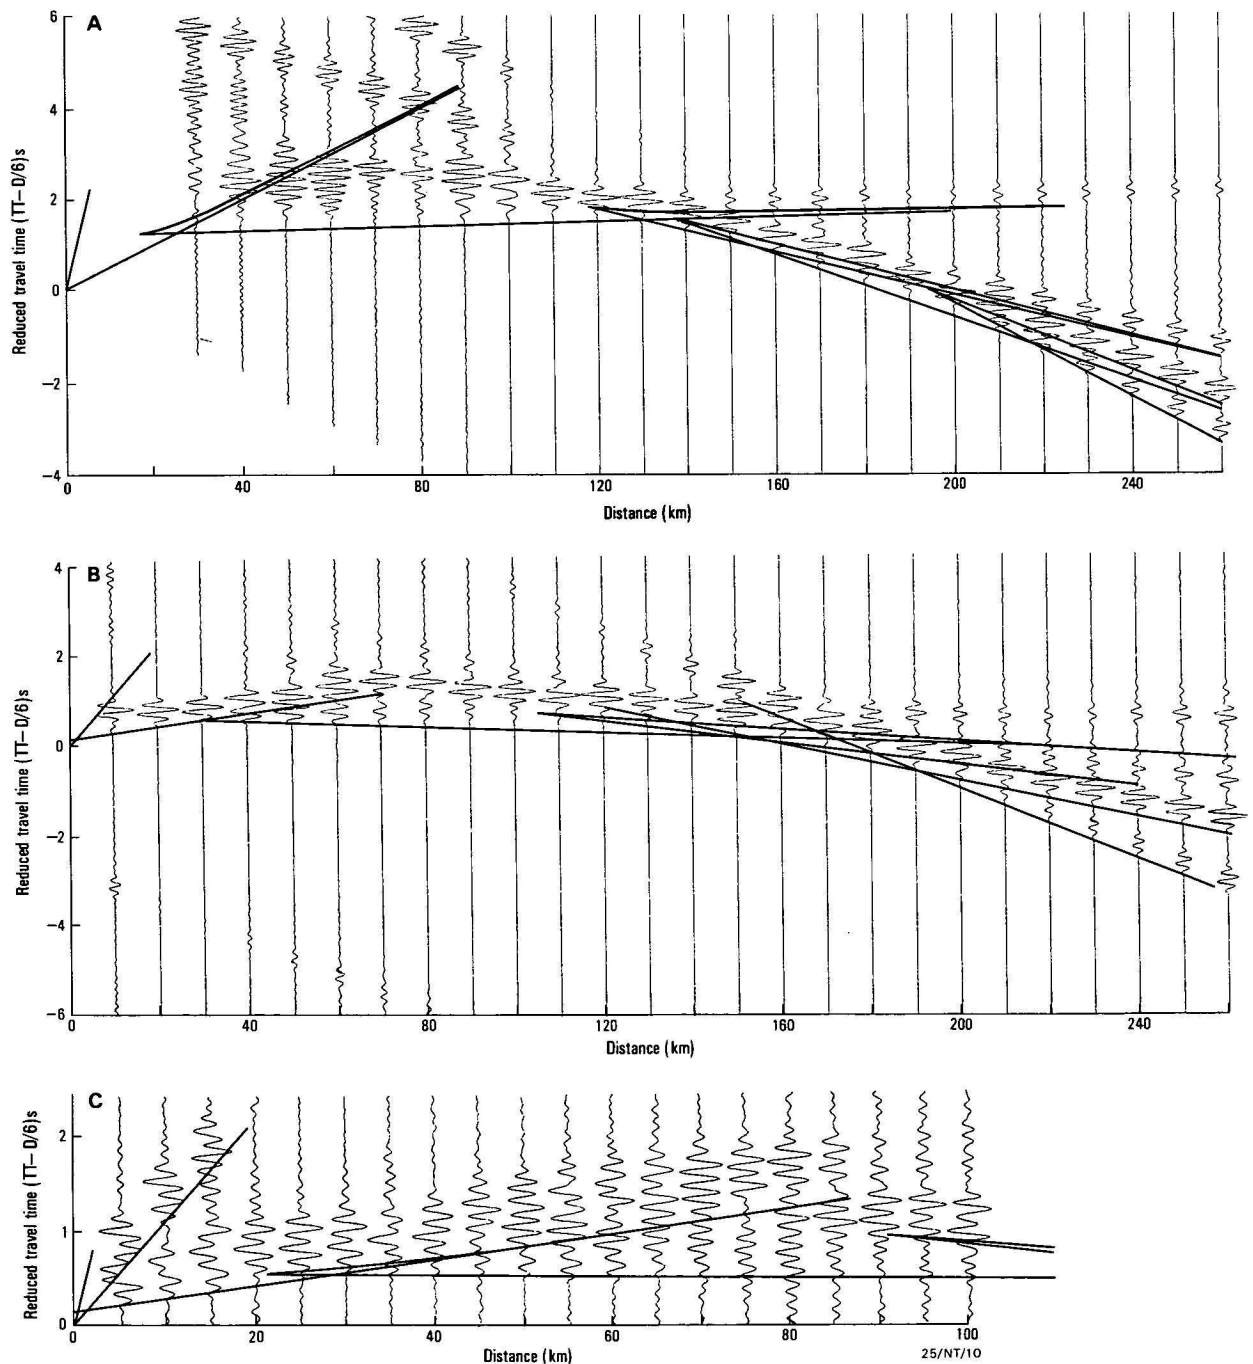 A
6
4
2
0
−2
−4
Reduced travel time (TT− D/6)s
0 40 80 120 160 200 240
Distance (km)
B
4
2
0
−2
−4
−6
Reduced travel time (TT− D/6)s
0 40 80 120 160 200 240
Distance (km)
C
2
1
0
Reduced travel time (TT− D/6)s
0 20 40 60 80 100
Distance (km)
25/NT/10